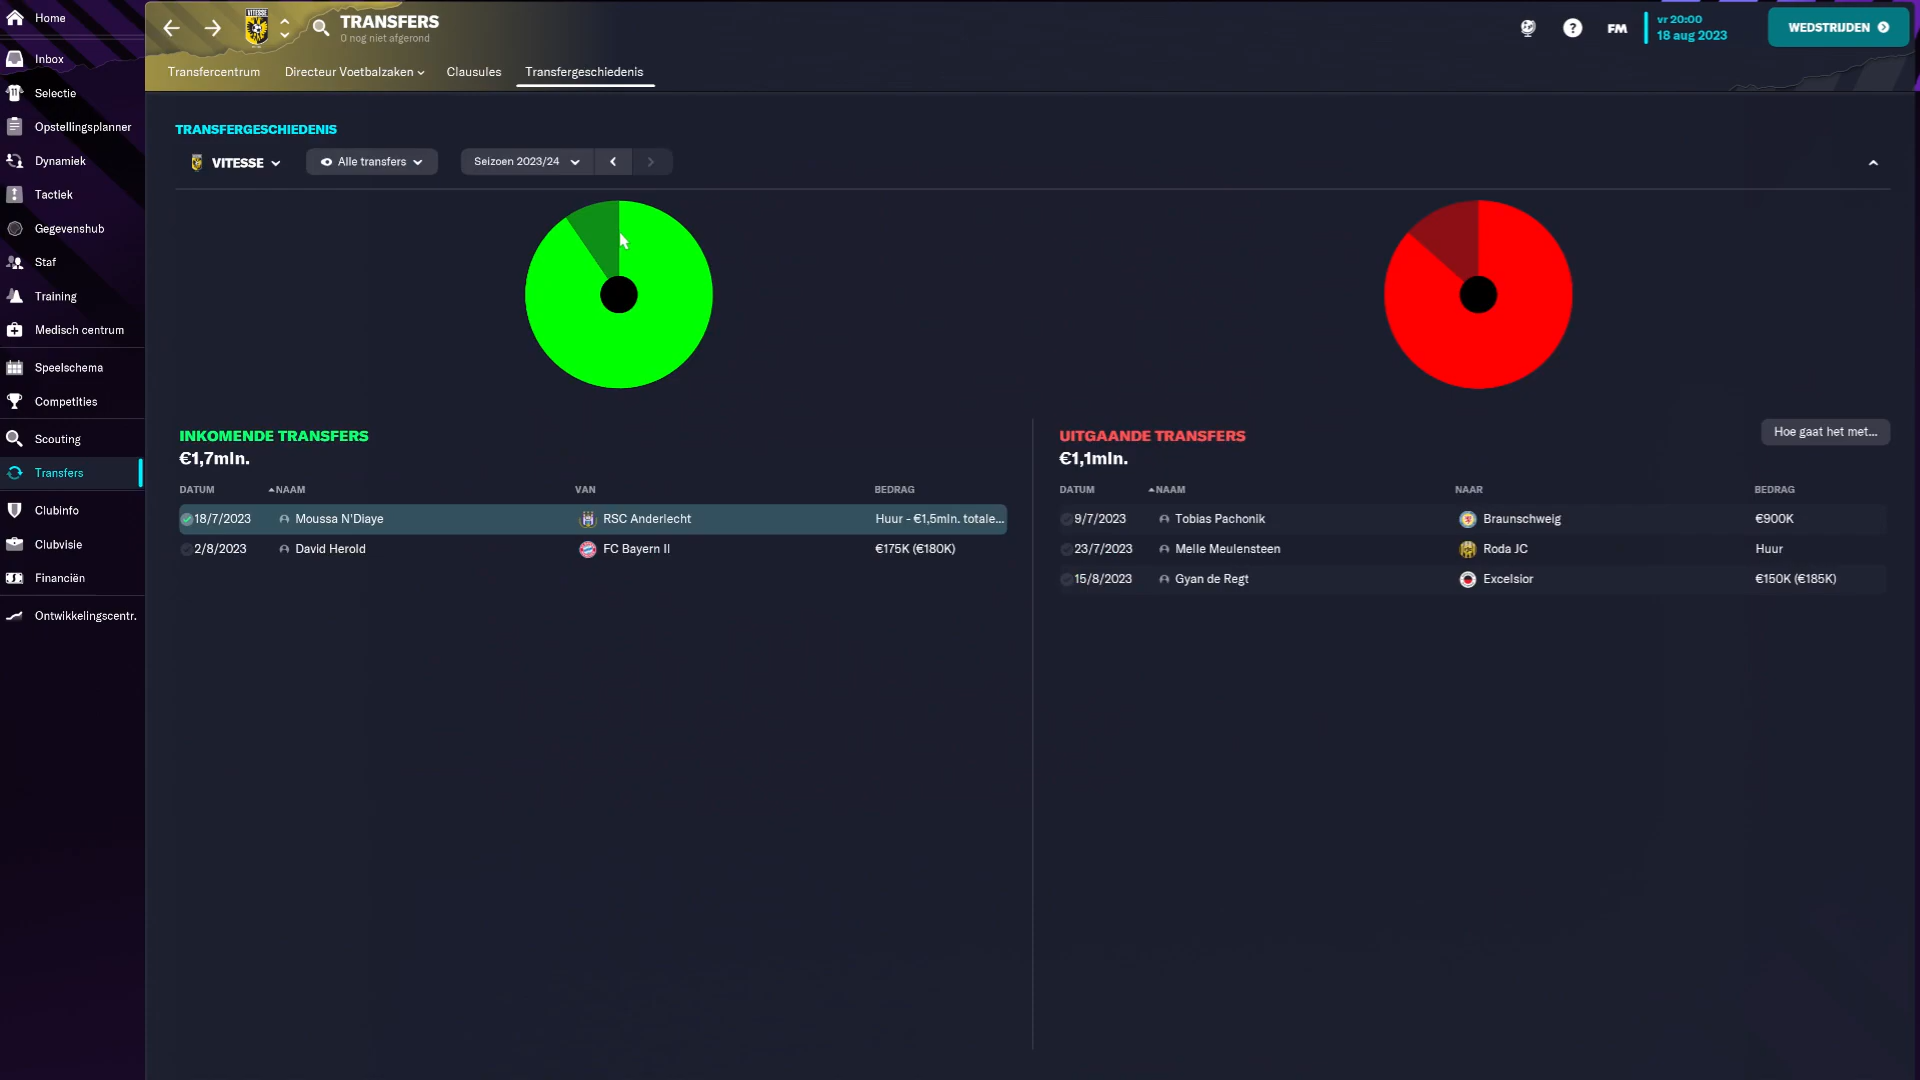 Home
Inbox
Selectie
Opstellingsplanner
Dynamiek
Tactiek
Gegevenshub
Staf
Training
Medisch centrum
Speelschema
Competities
Scouting
Transfers
Clubinfo
Clubvisie
Financiën
Ontwikkelingscentr.
VITESSE
TRANSFERS
0 nog niet afgerond
FM
vr 20:00
18 aug 2023
WEDSTRIJDEN
Transfercentrum Directeur Voetbalzaken Clausules Transfergeschiedenis
TRANSFERGESCHIEDENIS
VITESSE Alle transfers Seizoen 2023/24
INKOMENDE TRANSFERS
€1,7mln.
DATUM NAAM VAN BEDRAG
18/7/2023 Moussa N'Diaye RSC Anderlecht Huur - €1,5mln. totale...
2/8/2023 David Herold FC Bayern II €175K (€180K)
UITGAANDE TRANSFERS
€1,1mln.
Hoe gaat het met...
DATUM NAAM NAAR BEDRAG
9/7/2023 Tobias Pachonik Braunschweig €900K
23/7/2023 Melle Meulensteen Roda JC Huur
15/8/2023 Gyan de Regt Excelsior €150K (€185K)